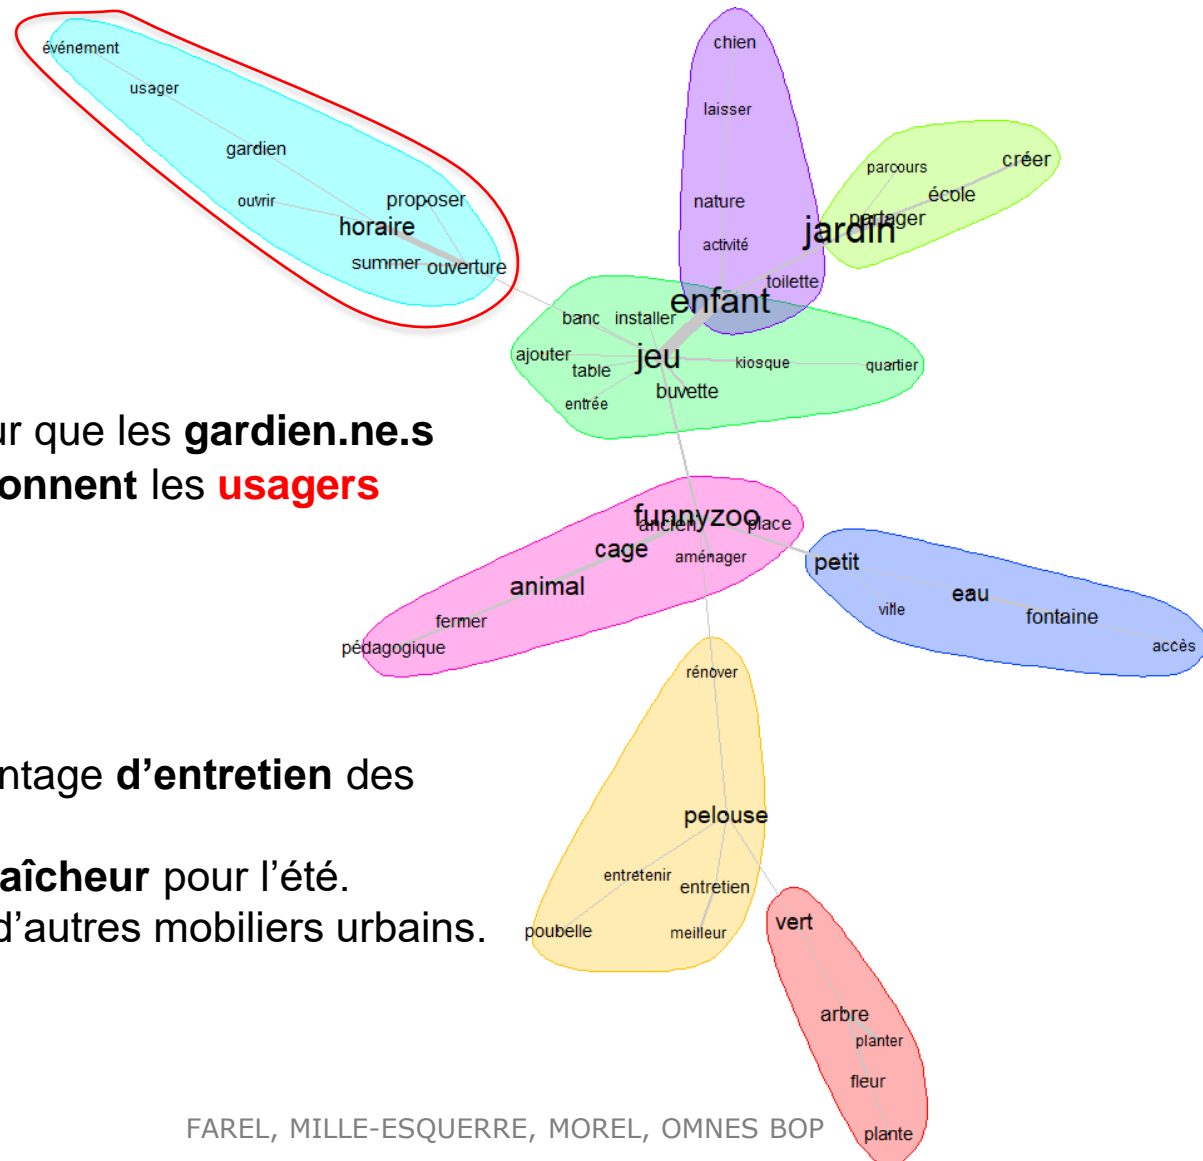 chien
événement
usager
laisser
gardien
parcours
créer
école
ouvrir
proposer
nature
partager
horaire
jardin
activité
summer
ouverture
toilette
enfant
banc
installer
ajouter
jeu
kiosque
quartier
table
buvette
entrée
ur que les gardien.ne.s
onnent les usagers
funnyzoo
ancien
place
cage
aménager
petit
animal
eau
ville
fontaine
fermer
pédagogique
accès
rénover
ntage d’entretien des
pelouse
aîcheur pour l’été.
entretenir
entretien
d’autres mobiliers urbains.
poubelle
meilleur
vert
arbre
planter
fleur
FAREL, MILLE-ESQUERRE, MOREL, OMNES BOP
plante